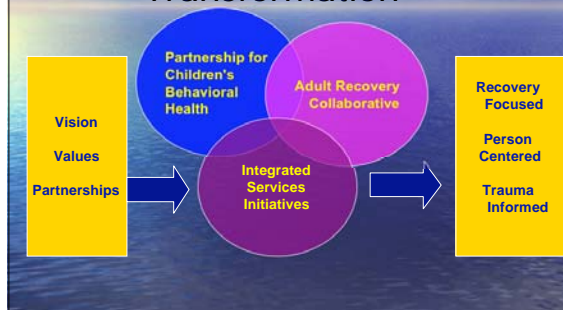 Transformation
Vision
Values
Partnerships
Partnership for
Children's
Behavioral
Health
Adult Recovery
Collaborative
Integrated
Services
Initiatives
Recovery
Focused
Person
Centered
Trauma
Informed